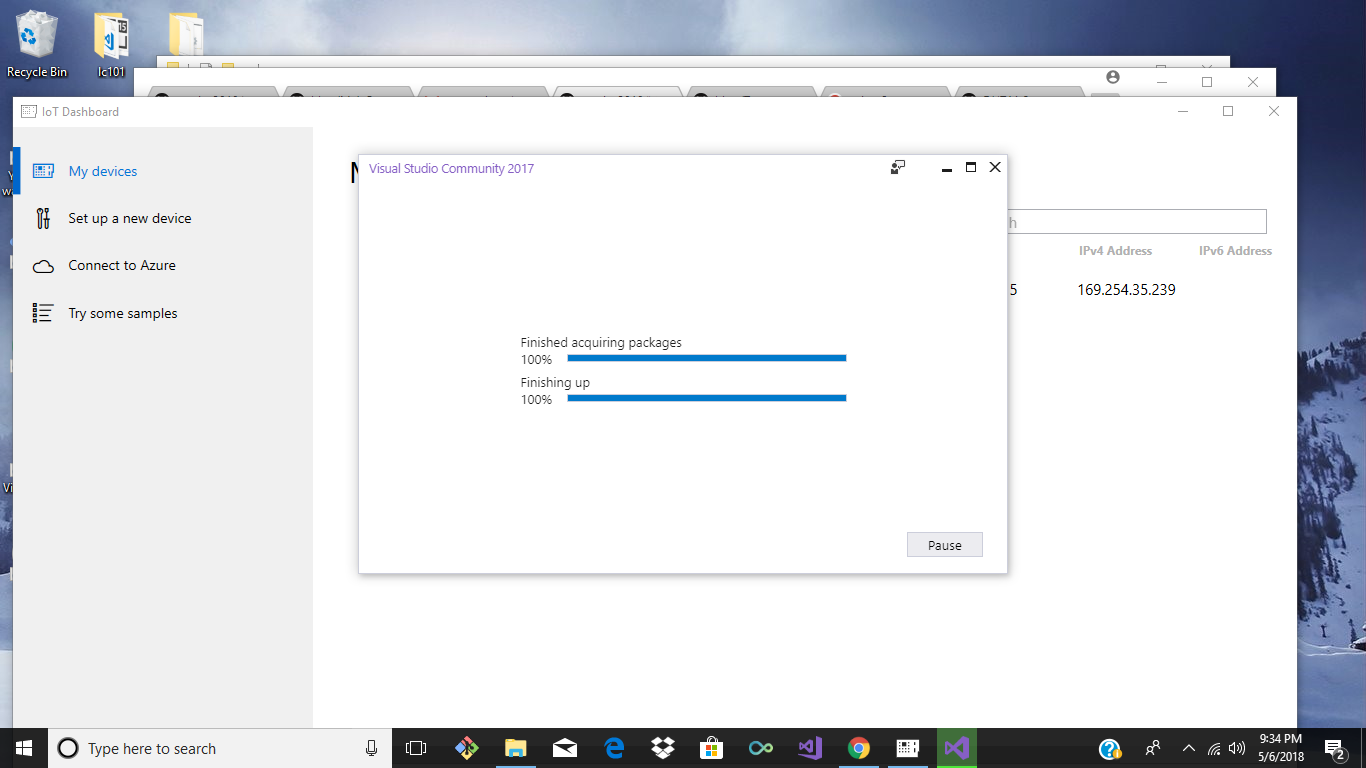 Recycle Bin
lc101
IoT Dashboard
My devices
Set up a new device
Connect to Azure
Try some samples
Visual Studio Community 2017
IPv4 Address
IPv6 Address
5
169.254.35.239
Finished acquiring packages
100%
Finishing up
100%
Pause
Type here to search
9:34 PM
5/6/2018
2